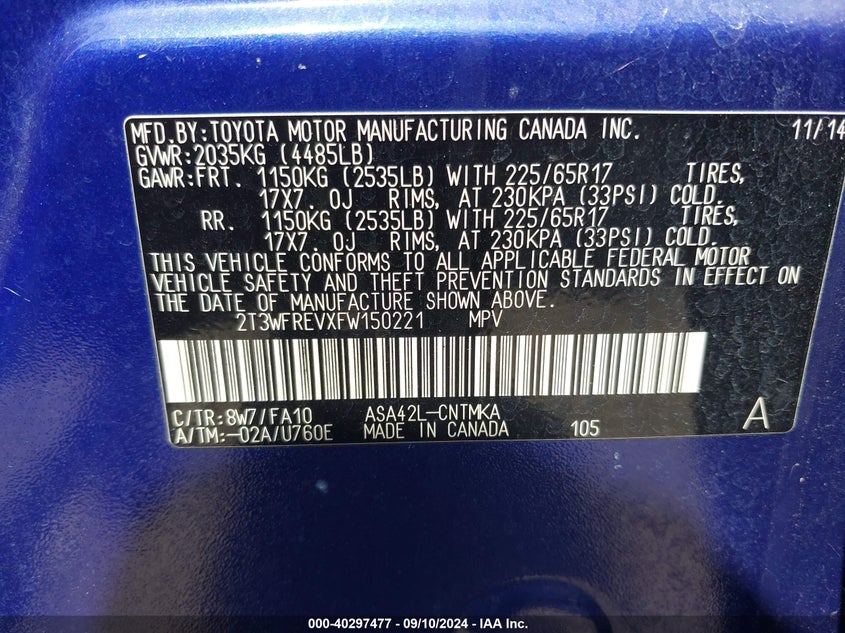 MFD.BY:TOYOTA MOTOR MANUFACTURING CANADA INC. 11/14
GVWR:2035KG (4485LB)
GAWR:FRT. 1150KG (2535LB) WITH 225/65R17 TIRES,
17X7.0J RIMS, AT 230KPA (33PSI) COLD.
RR. 1150KG (2535LB) WITH 225/65R17 TIRES,
17X7.0J RIMS, AT 230KPA (33PSI) COLD.
THIS VEHICLE CONFORMS TO ALL APPLICABLE FEDERAL MOTOR
VEHICLE SAFETY AND THEFT PREVENTION STANDARDS IN EFFECT ON
THE DATE OF MANUFACTURE SHOWN ABOVE.
2T3WFREVXFW150221 MPV
C/TR:8W7/FA10 ASA42L-CNTMKA A
A/TM:-02A/U760E MADE IN CANADA 105
000-40297477 - 09/10/2024 - IAA Inc.